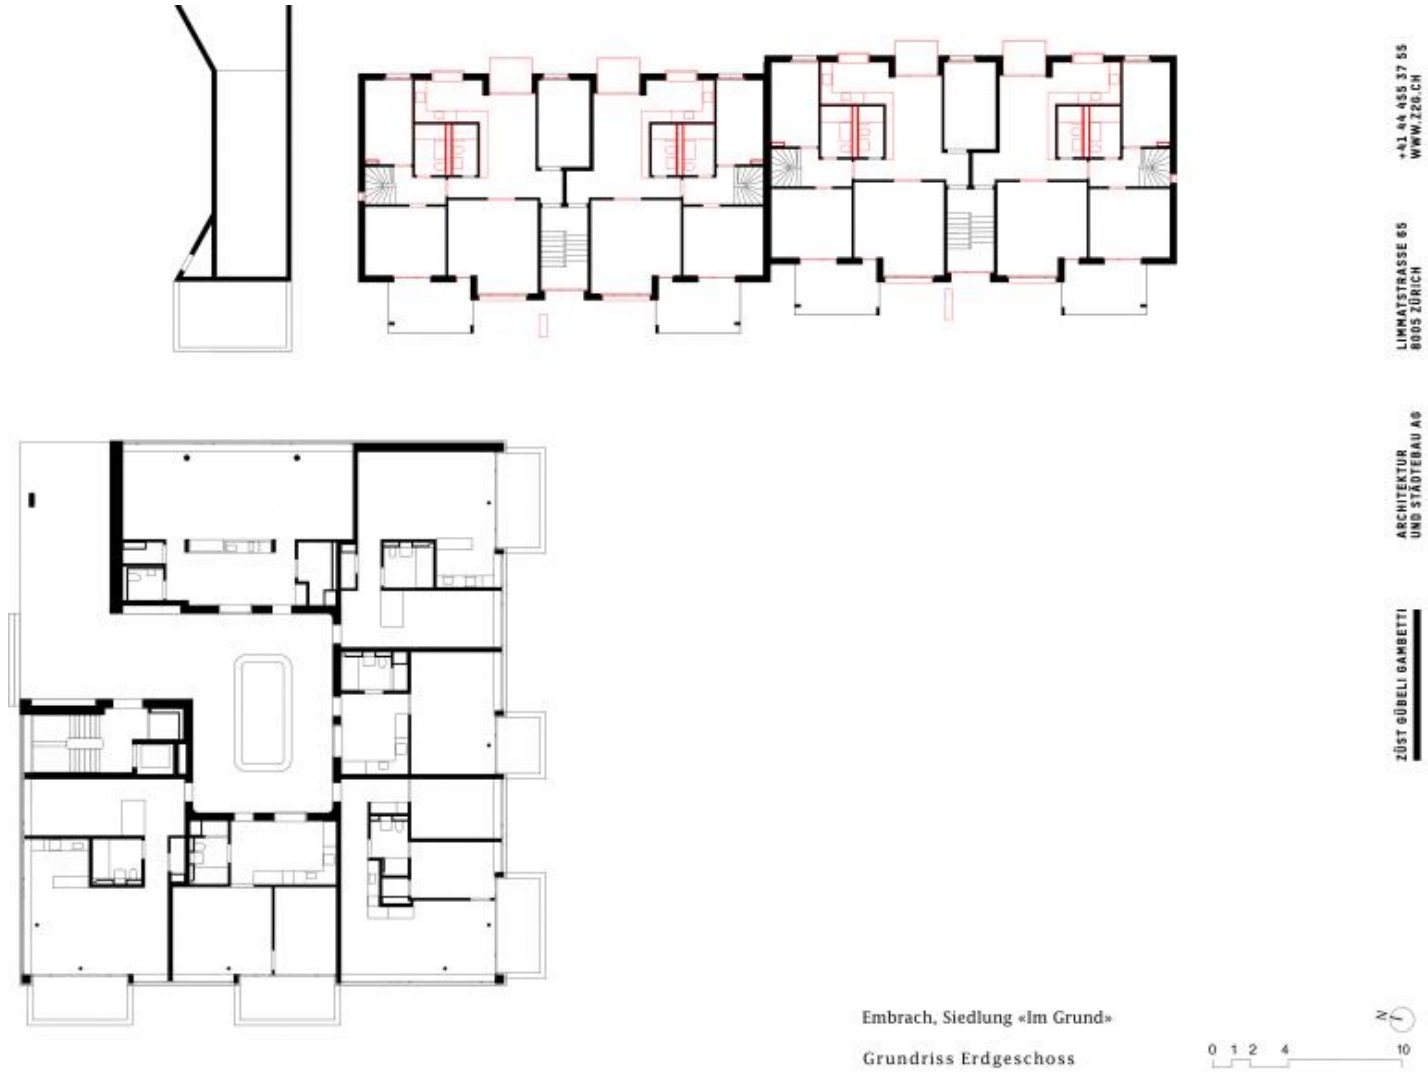 +41 44 455 37 55
WWW.Z2G.CH
LIMMATSTRASSE 65
8005 ZÜRICH
ARCHITEKTUR
UND STÄDTEBAU AG
ZÜST GÜBELI GAMBETTI
Embrach, Siedlung «Im Grund»
Grundriss Erdgeschoss
N
0 1 2 4 10